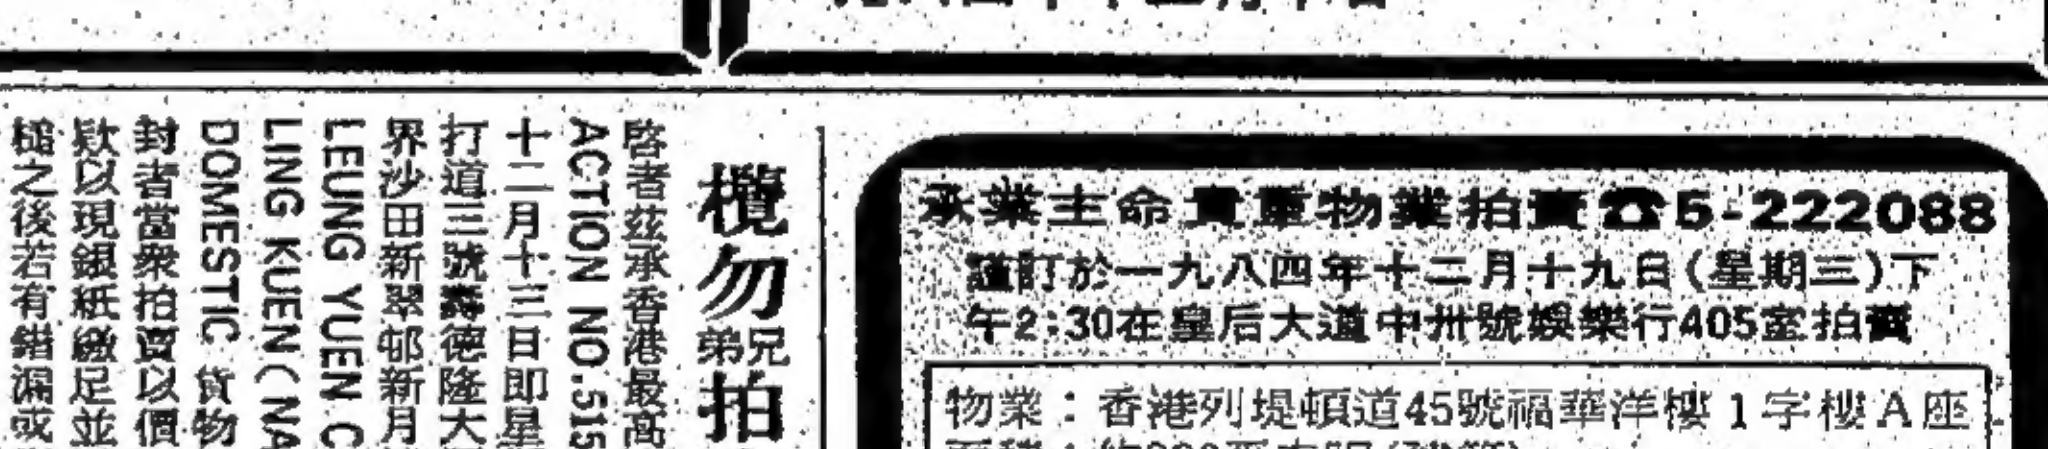 承業主命貴重物業拍賣☎5-222088
謹訂於一九八四年十二月十九日(星期三)下
午2:30在皇后大道中卅號娛樂行405室拍賣
物業：香港列堤頓道45號福華洋樓1字樓A座
欖勿
兄弟
拍
啓者茲承香港最高
ACTION NO.515
十二月十三日即星
打道三號壽德隆大
界沙田新翠邨新月
LEUNG YUEN C
LING KUEN(NA
DOMESTIC 貨物
封者當衆拍賣以價
欵以現銀紙繳足並
槌之後若有錯漏或